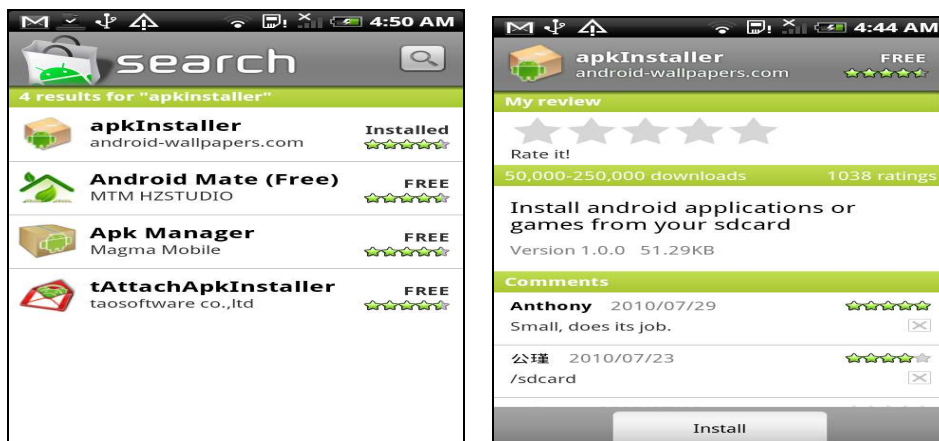 4:50 AM
search
4 results for "apkinstaller"
apkInstaller
android-wallpapers.com
Installed
Android Mate (Free)
MTM HZSTUDIO
FREE
Apk Manager
Magma Mobile
FREE
tAttachApkInstaller
taosoftware co.,ltd
FREE
4:44 AM
apkInstaller
android-wallpapers.com
FREE
My review
Rate it!
50,000-250,000 downloads 1038 ratings
Install android applications or
games from your sdcard
Version 1.0.0 51.29KB
Comments
Anthony 2010/07/29
Small, does its job.
公瑾 2010/07/23
/sdcard
Install